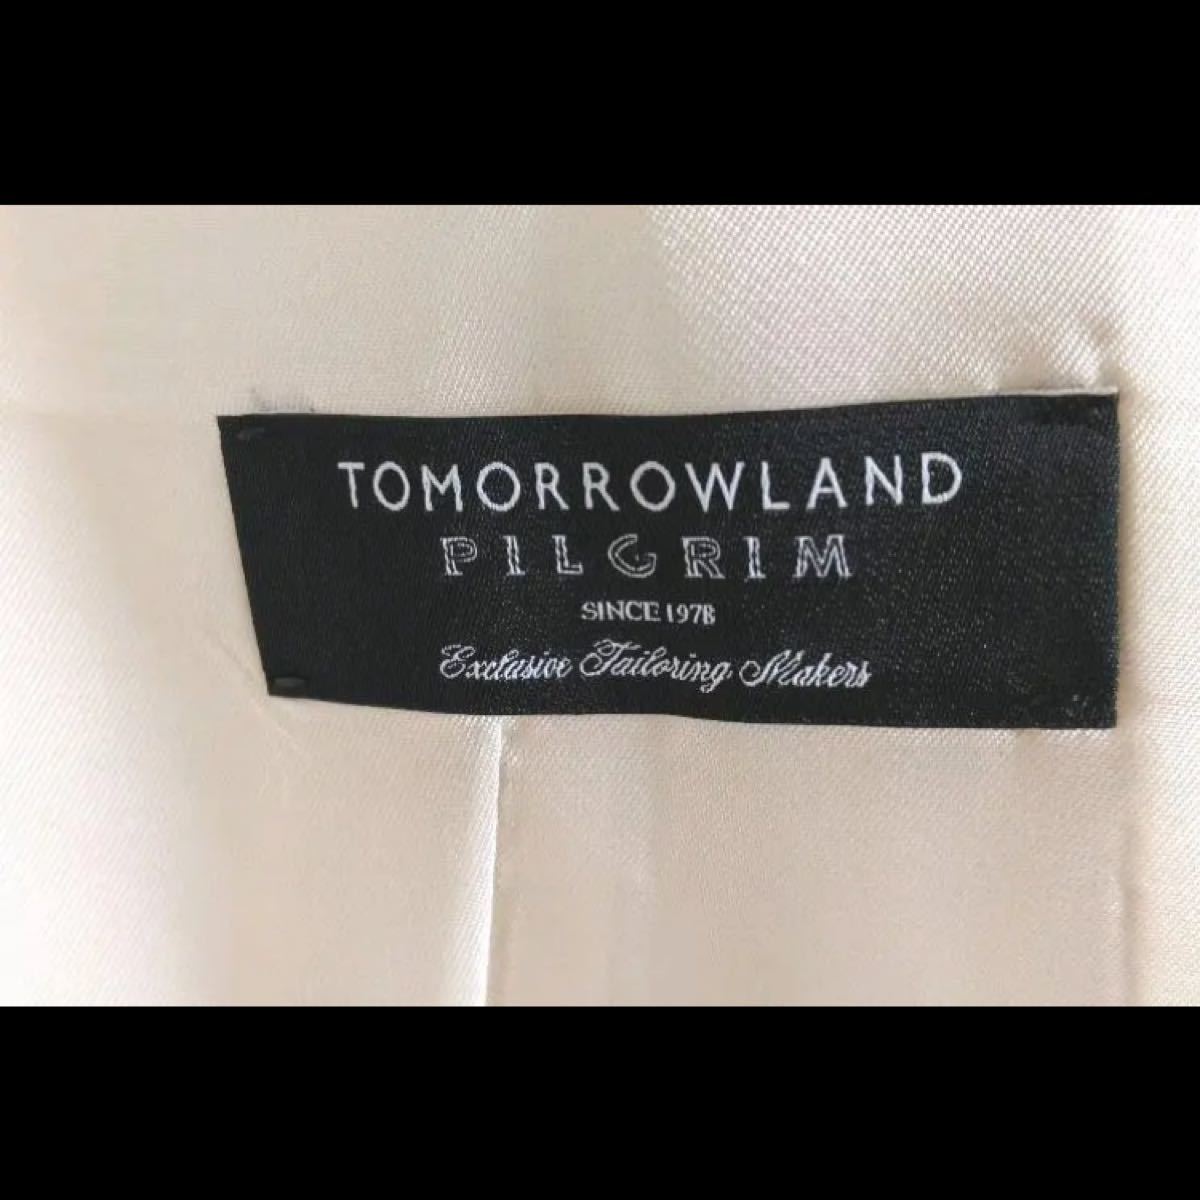 TOMORROWLAND
PILGRIM
SINCE 1978
Exclusive Tailoring Makers